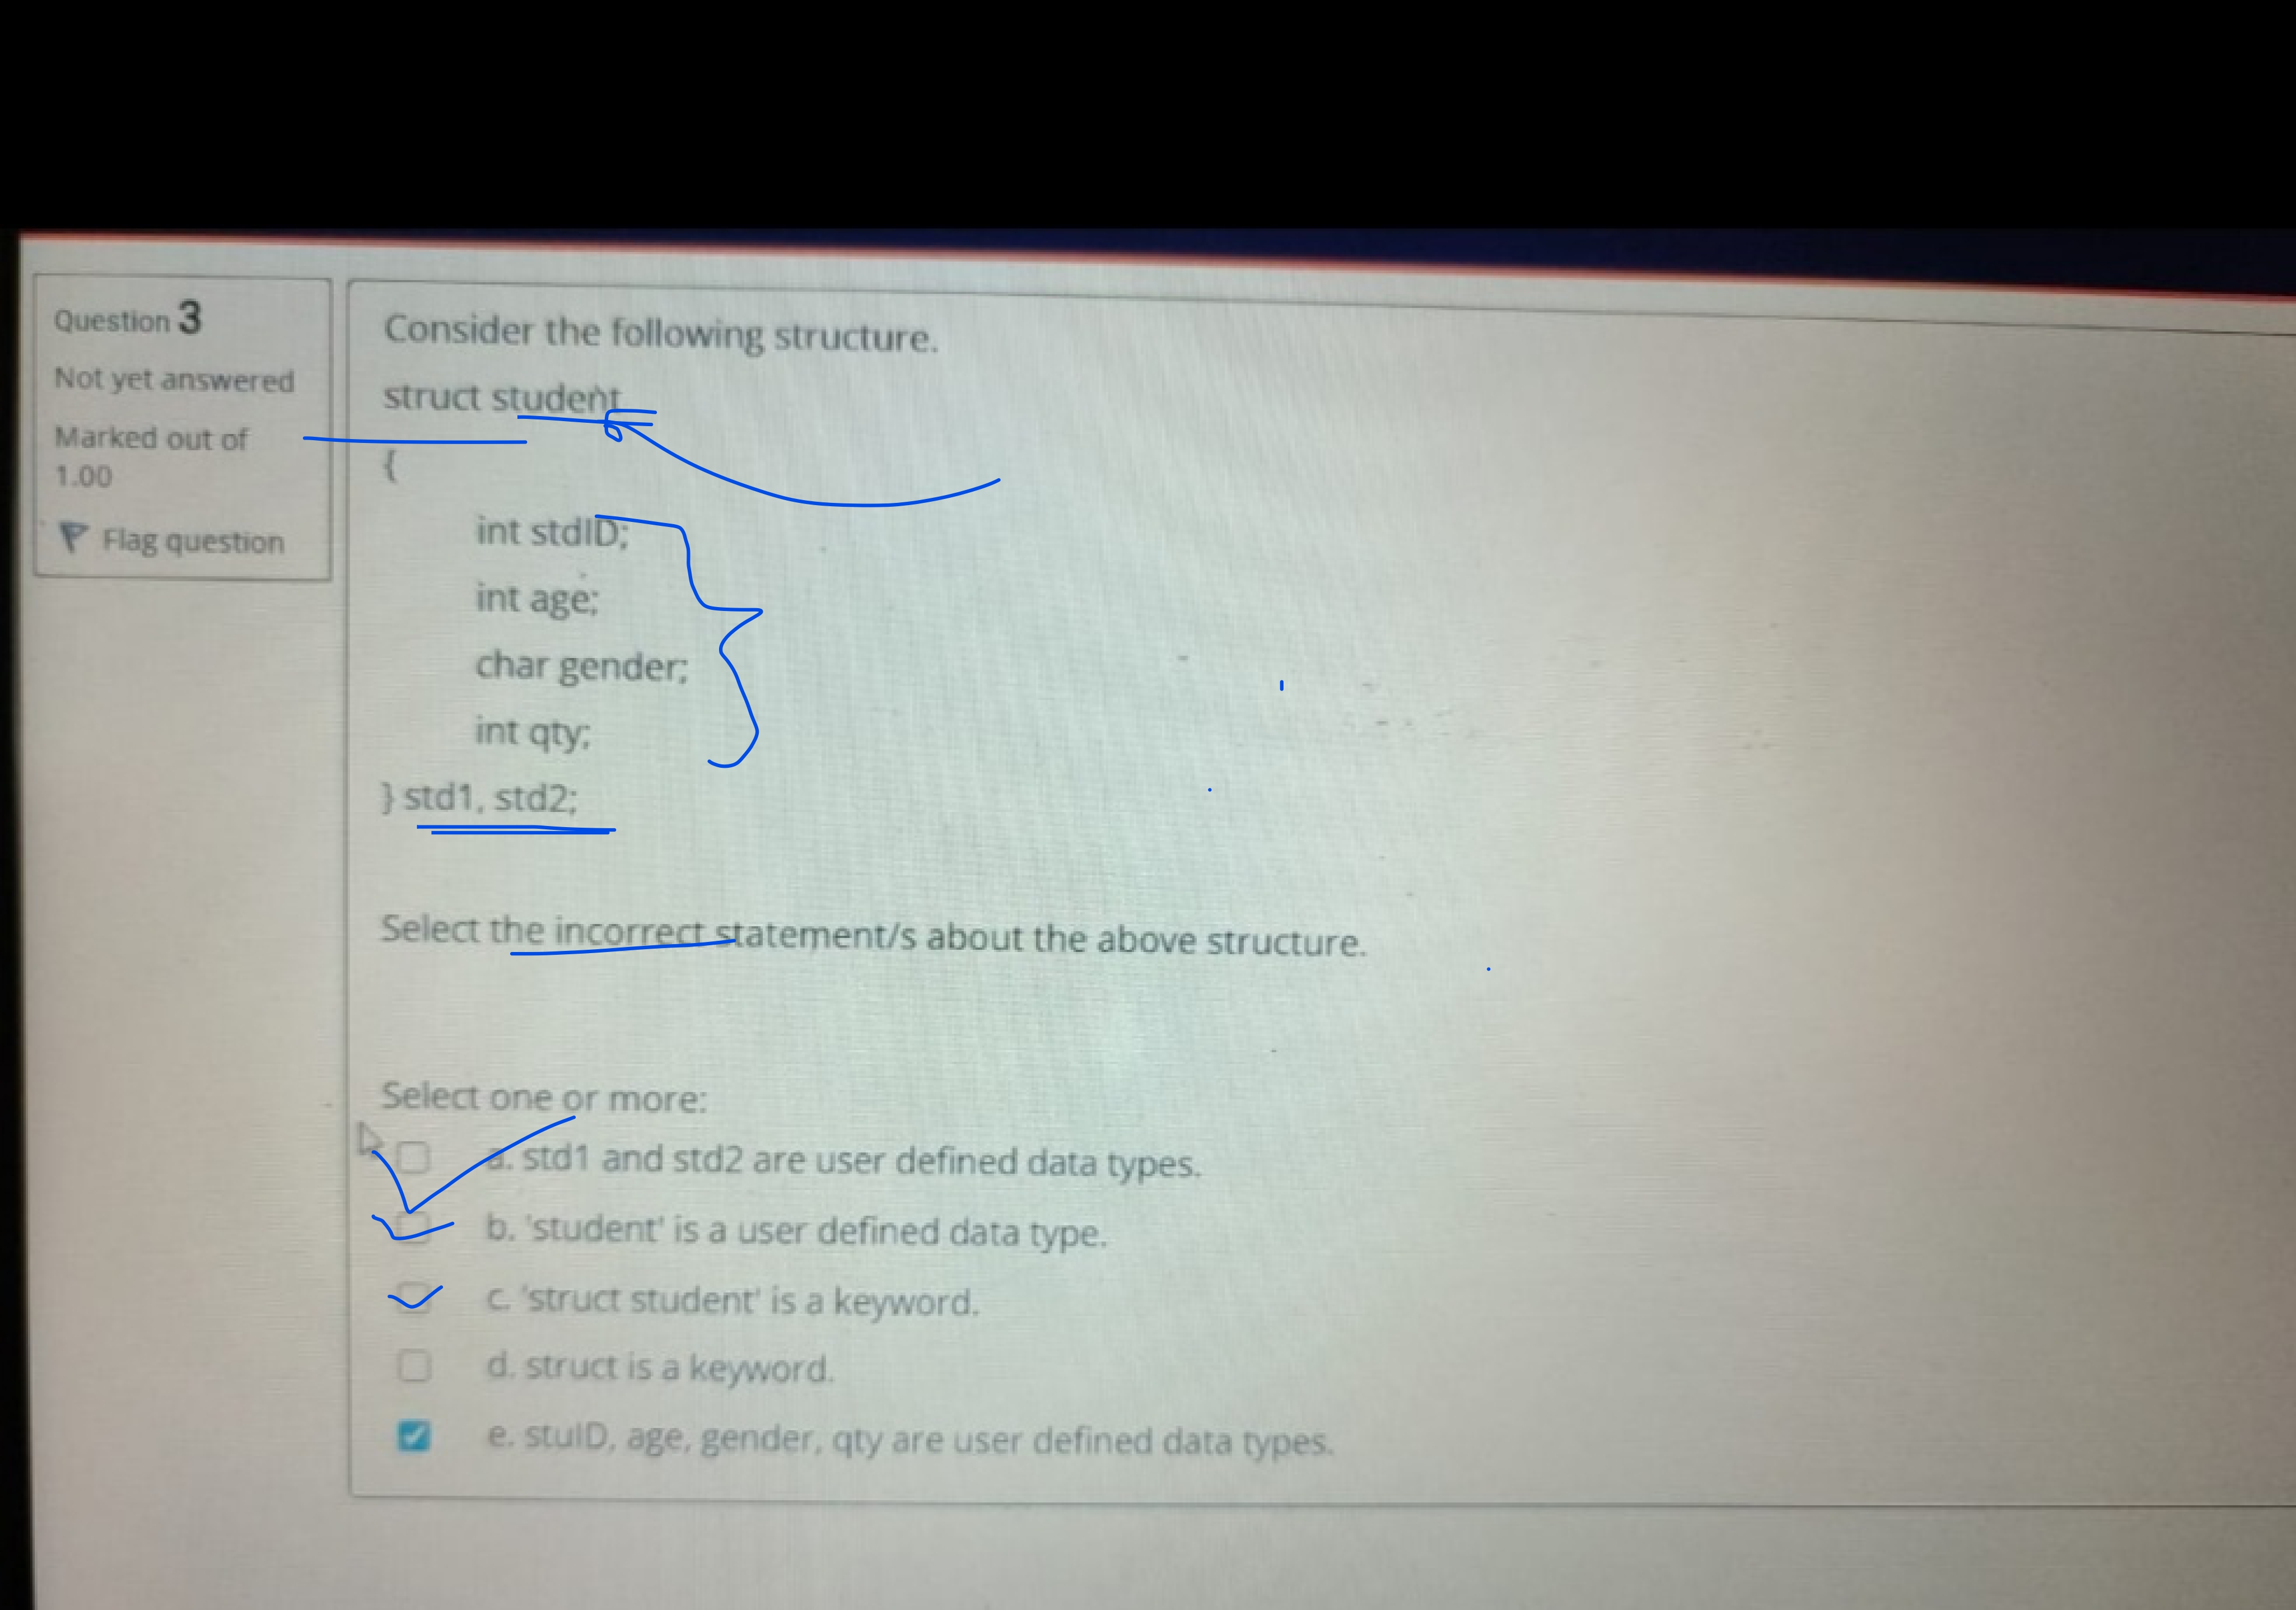 Question 3
Not yet answered
Marked out of
1.00
Flag question
Consider the following structure.
struct student
{
int stdID;
int age;
char gender;
int qty;
} std1, std2;
Select the incorrect statement/s about the above structure.
Select one or more:
a. std1 and std2 are user defined data types.
b. 'student' is a user defined data type.
c. 'struct student' is a keyword.
d. struct is a keyword.
e. stuID, age, gender, qty are user defined data types.